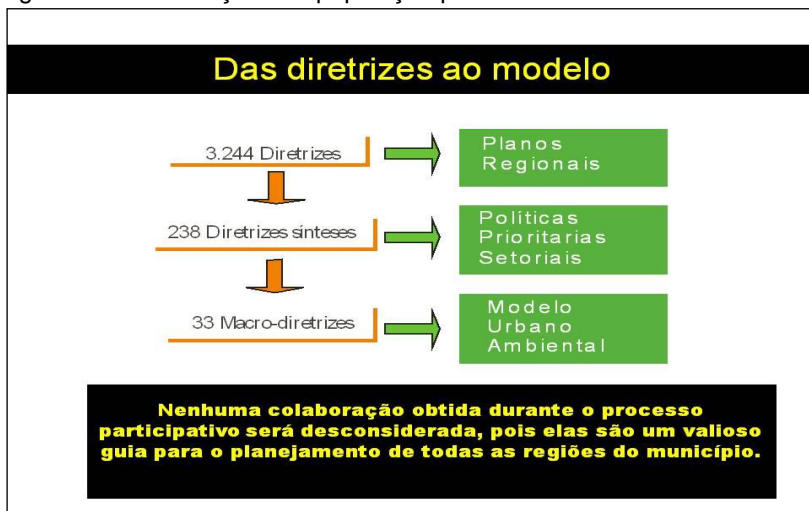 Das diretrizes ao modelo
3.244 Diretrizes
Planos
Regionais
238 Diretrizes sínteses
Políticas
Prioritarias
Setoriais
33 Macro-diretrizes
Modelo
Urbano
Ambiental
Nenhuma colaboração obtida durante o processo
participativo será desconsiderada, pois elas são um valioso
guia para o planejamento de todas as regiões do município.